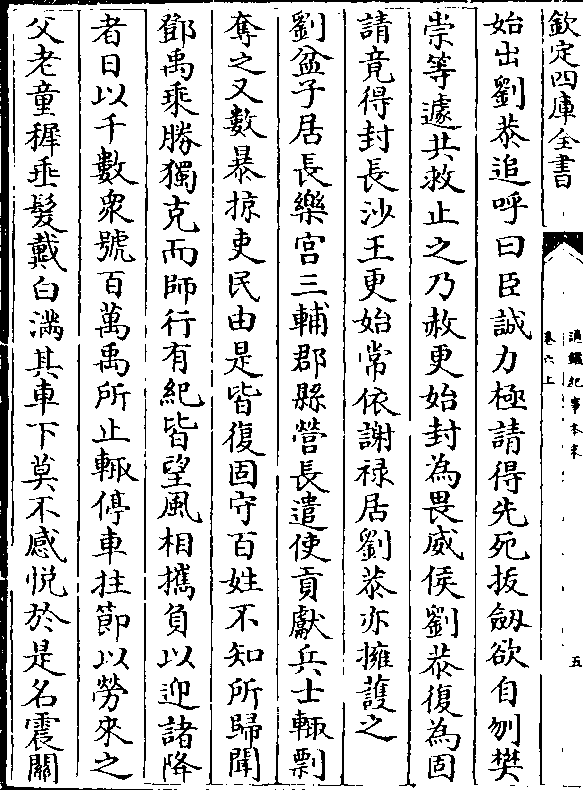 欽定四庫全書
通鑑紀事本末
卷六上
五
始出劉恭追呼曰臣誠力極請得先死拔劔欲自刎樊
崇等遽共救止之乃赦更始封為畏威侯劉恭復為固
請竟得封長沙王更始常依謝禄居劉恭亦擁護之
劉盆子居長樂宫三輔郡縣營長遣使貢獻兵士輙剽
奪之又數暴掠吏民由是皆復固守百姓不知所歸聞
鄧禹乘勝獨克而師行有紀皆望風相攜負以迎諸降
者日以千數衆號百萬禹所止輙停車拄節以勞來之
父老童穉垂髮戴白滿其車下莫不感悦於是名震關